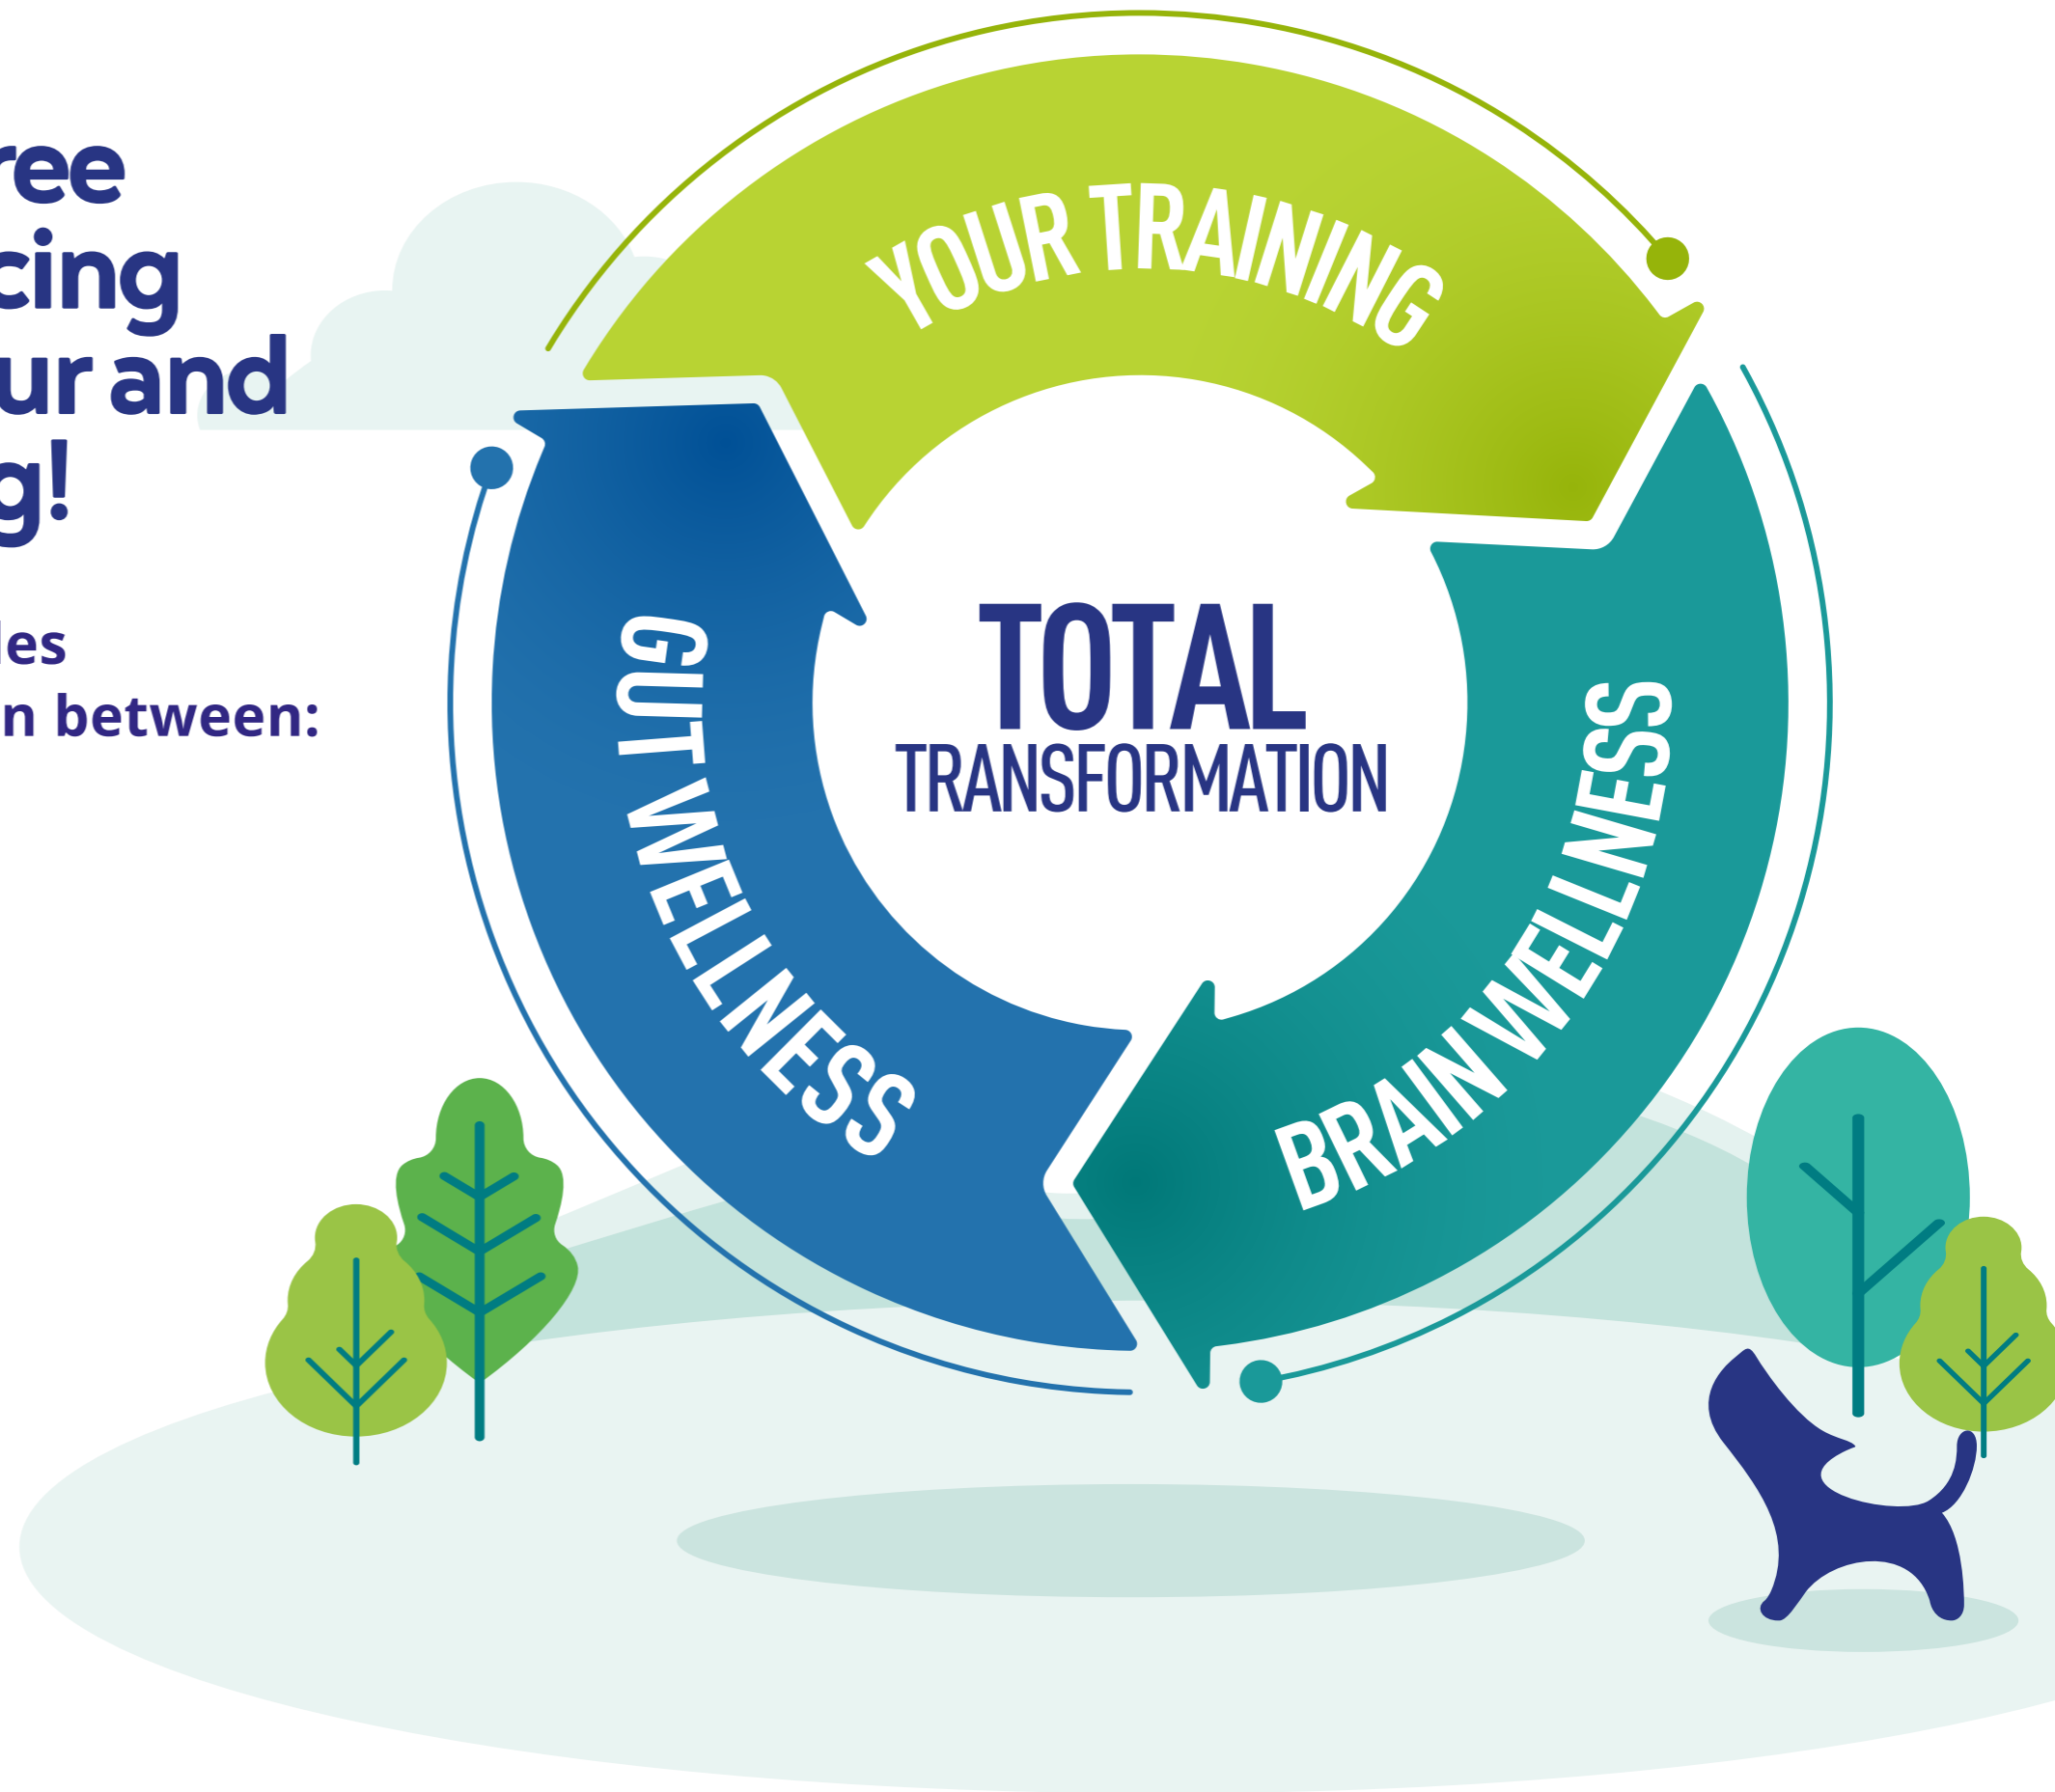 ree
cing
ur and
g!
les
n between:
YOUR TRAINING
TOTAL
TRANSFORMATION
GUT WELLNESS
BRAIN WELLNESS